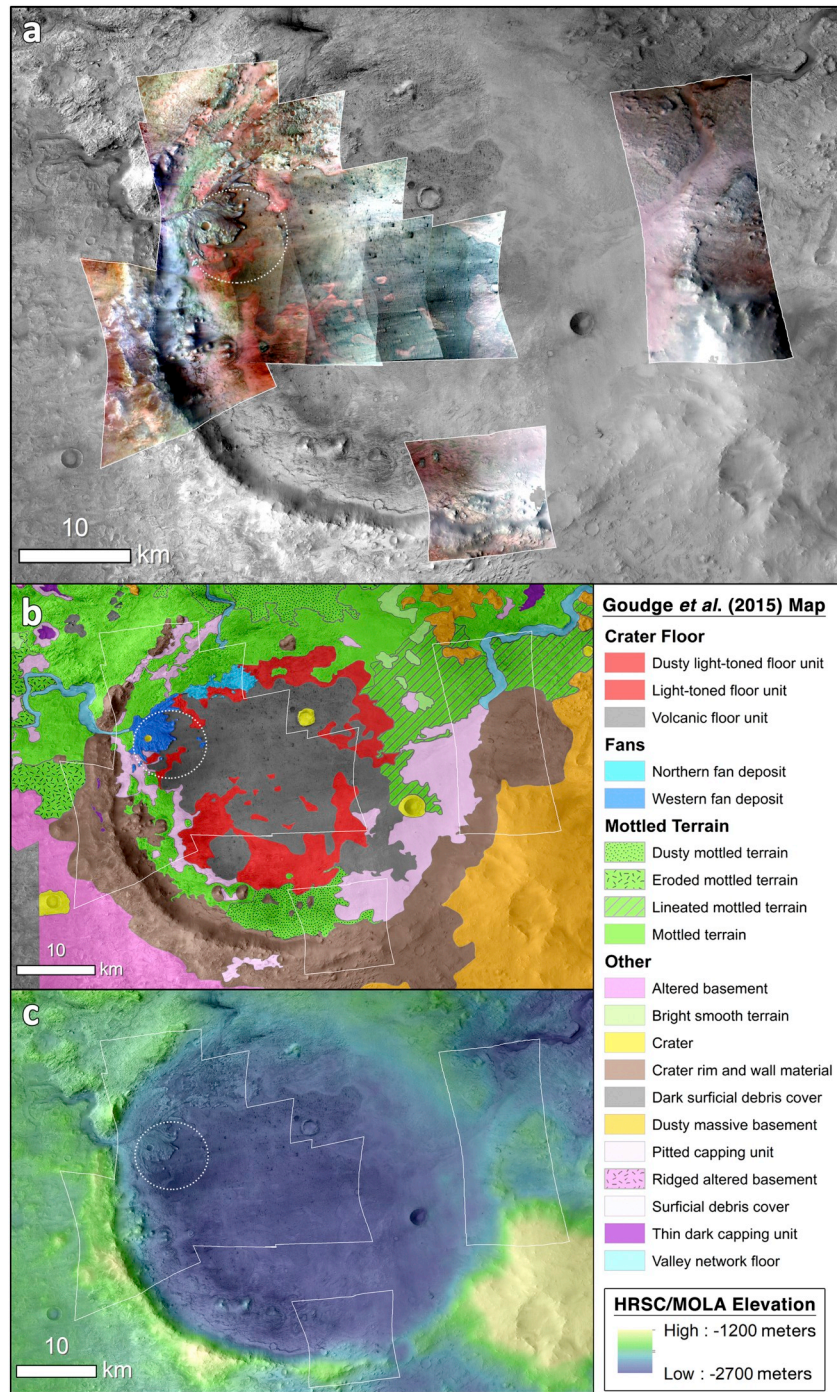 a
10
km
b
10
km
Goudge et al. (2015) Map
Crater Floor
Dusty light-toned floor unit
Light-toned floor unit
Volcanic floor unit
Fans
Northern fan deposit
Western fan deposit
Mottled Terrain
Dusty mottled terrain
Eroded mottled terrain
Lineated mottled terrain
Mottled terrain
Other
Altered basement
Bright smooth terrain
Crater
Crater rim and wall material
Dark surficial debris cover
Dusty massive basement
Pitted capping unit
Ridged altered basement
Surficial debris cover
Thin dark capping unit
Valley network floor
c
10
km
HRSC/MOLA Elevation
High : -1200 meters
Low : -2700 meters